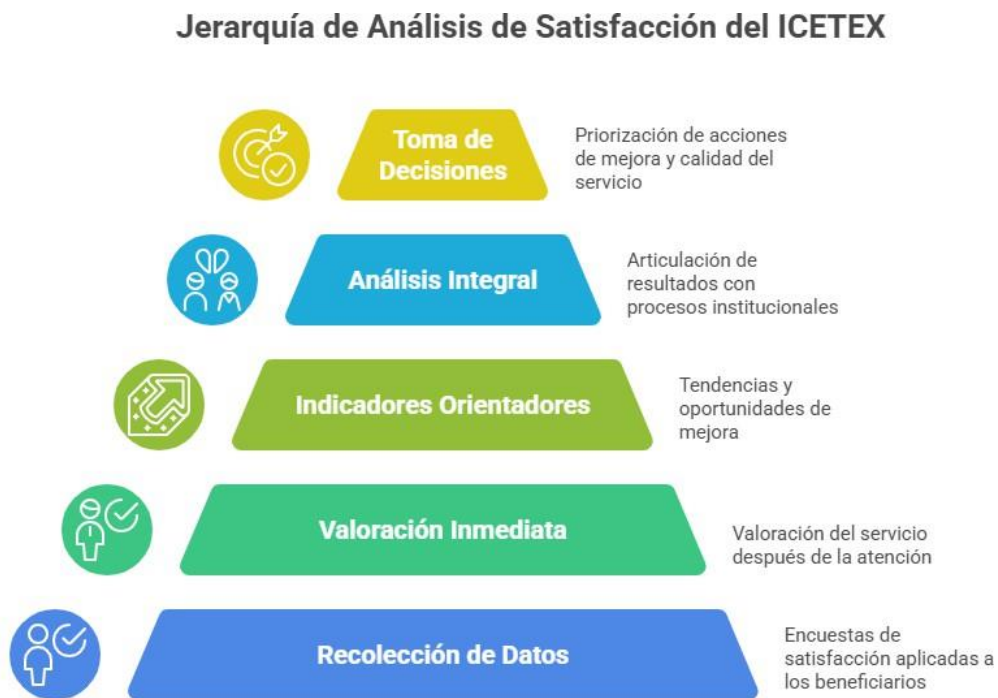 Jerarquía de Análisis de Satisfacción del ICETEX
Toma de
Decisiones
Priorización de acciones
de mejora y calidad del
servicio
Análisis Integral
Articulación de
resultados con
procesos institucionales
Indicadores Orientadores
Tendencias y
oportunidades de
mejora
Valoración Inmediata
Valoración del servicio
después de la atención
Recolección de Datos
Encuestas de
satisfacción aplicadas a
los beneficiarios